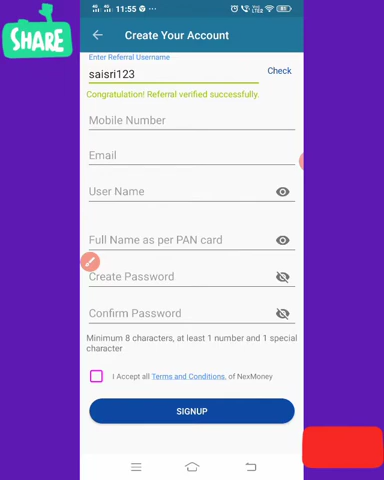 SHARE
11:55
Create Your Account
Enter Referral Username
saisri123
Check
Congratulation! Referral verified successfully.
Mobile Number
Email
User Name
Full Name as per PAN card
Create Password
Confirm Password
Minimum 8 characters, at least 1 number and 1 special
character
I Accept all Terms and Conditions. of NexMoney
SIGNUP